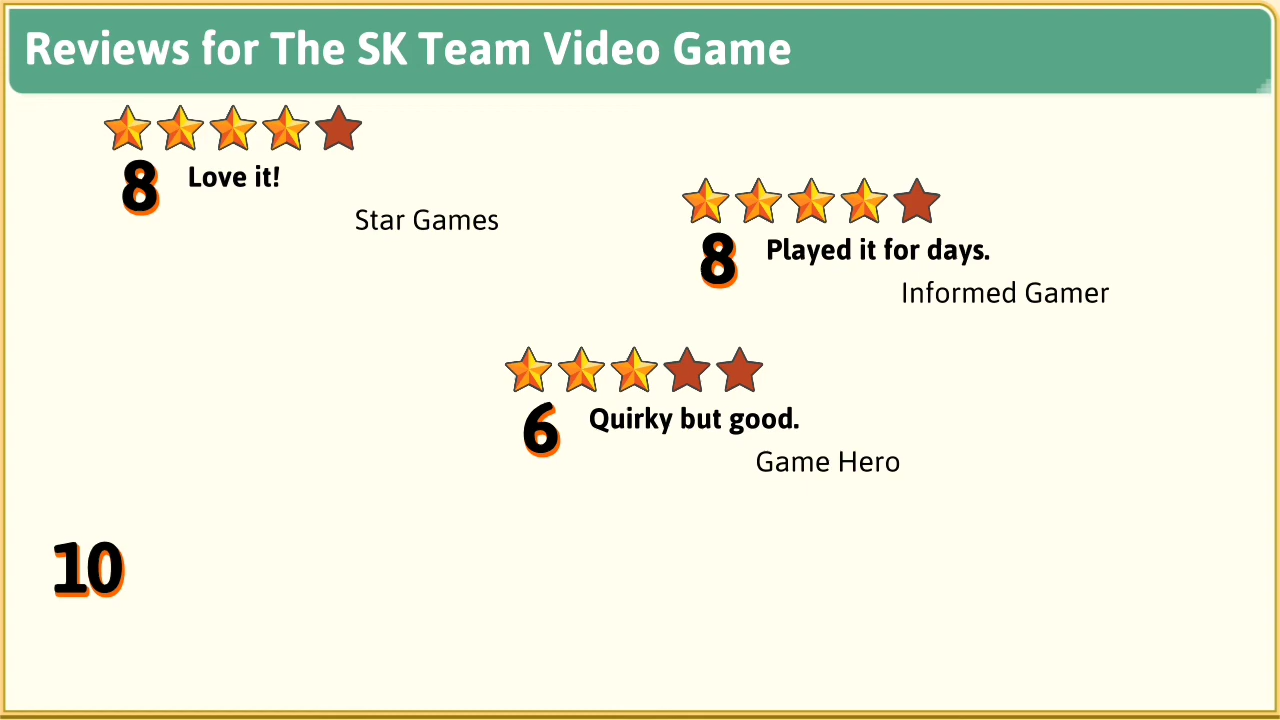 Reviews for The SK Team Video Game
8 Love it!
Star Games
8 Played it for days.
Informed Gamer
6 Quirky but good.
Game Hero
10